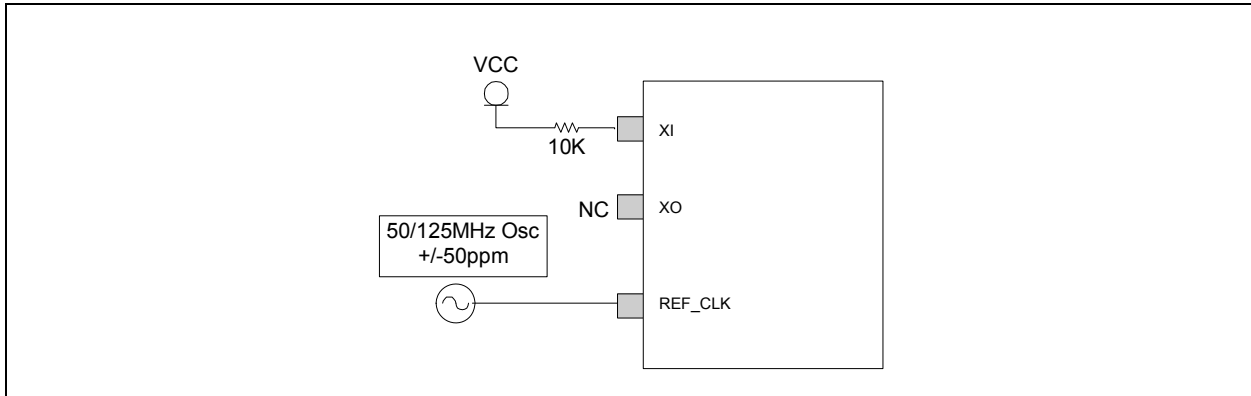 VCC
XI
10K
NC
XO
50/125MHz Osc
+/-50ppm
REF_CLK